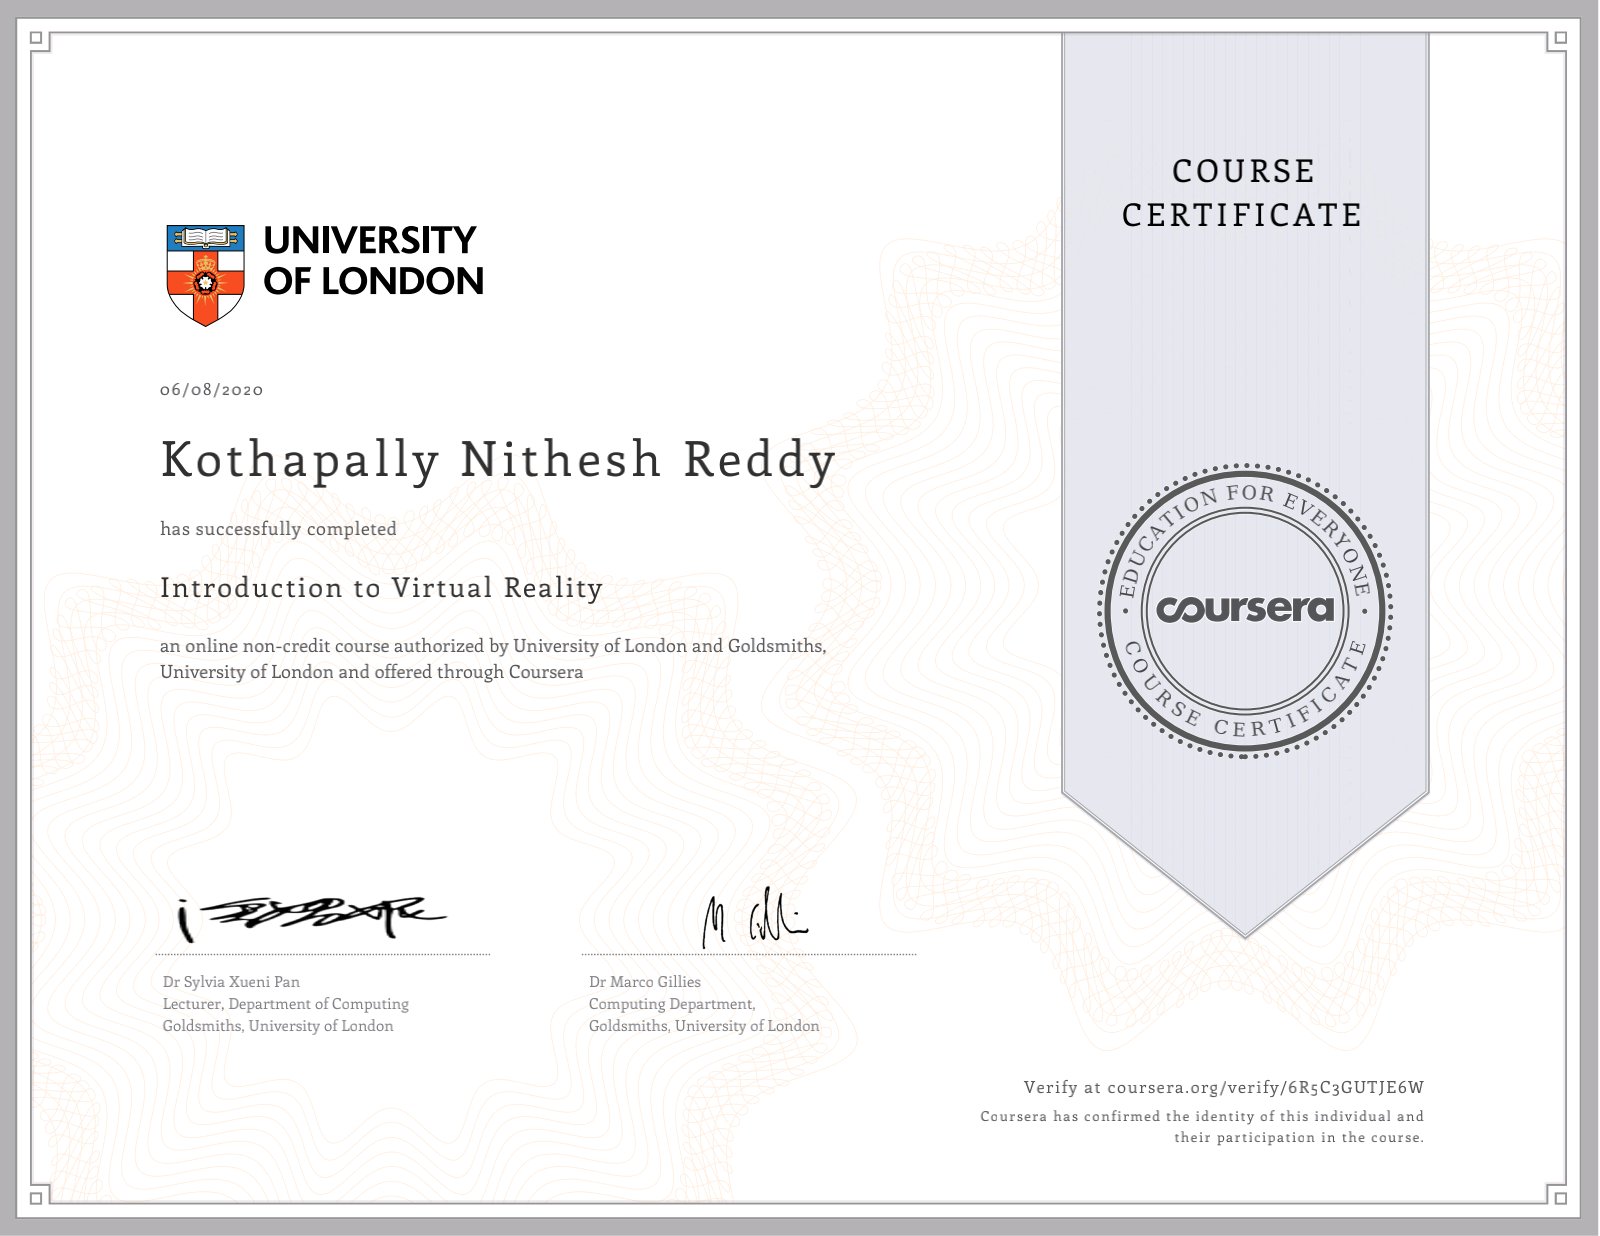 COURSE
CERTIFICATE
UNIVERSITY
OF LONDON
06/08/2020
Kothapally Nithesh Reddy
has successfully completed
Introduction to Virtual Reality
an online non-credit course authorized by University of London and Goldsmiths,
University of London and offered through Coursera
EDUCATION FOR EVERYONE
coursera
COURSE CERTIFICATE
Dr Sylvia Xueni Pan
Lecturer, Department of Computing
Goldsmiths, University of London
M Gillies
Dr Marco Gillies
Computing Department,
Goldsmiths, University of London
Verify at coursera.org/verify/6R5C3GUTJE6W
Coursera has confirmed the identity of this individual and
their participation in the course.